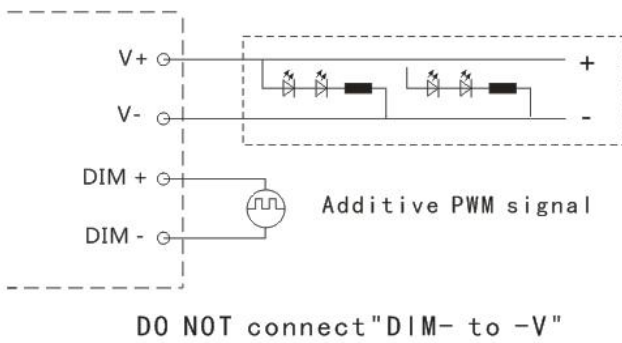 V+
+
V-
-
DIM +
Additive PWM signal
DIM -
DO NOT connect"DIM- to -V"